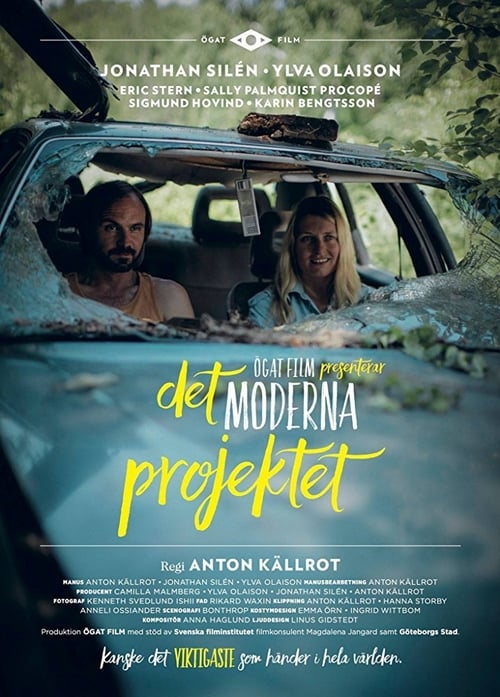 ÖGAT FILM
JONATHAN SILÉN • YLVA OLAISON
ERIC STERN • SALLY PALMQUIST PROCOPÉ
SIGMUND HOVIND • KARIN BENGTSSON
ÖGAT FILM presenterar
det MODERNA
projektet
Regi ANTON KÄLLROT
MANUS ANTON KÄLLROT • JONATHAN SILÉN • YLVA OLAISON MANUSBEARBETNING ANTON KÄLLROT
PRODUCENT CAMILLA MALMBERG • YLVA OLAISON • JONATHAN SILÉN • ANTON KÄLLROT
FOTOGRAF KENNETH SVEDLUND ISHII FAD RIKARD WAXIN KLIPPNING ANTON KÄLLROT • HANNA STORBY
ANNELI OSSIANDER SCENOGRAFI BONTHROP KOSTYMDESIGN EMMA ÖRN • INGRID WITTBOM
KOMPOSITÖR ANNA HAGLUND LJUDDESIGN LINUS GIDSTEDT
Produktion ÖGAT FILM med stöd av Svenska filminstitutet filmkonsulent Magdalena Jangard samt Göteborgs Stad.
Kanske det VIKTIGASTE som händer i hela världen.